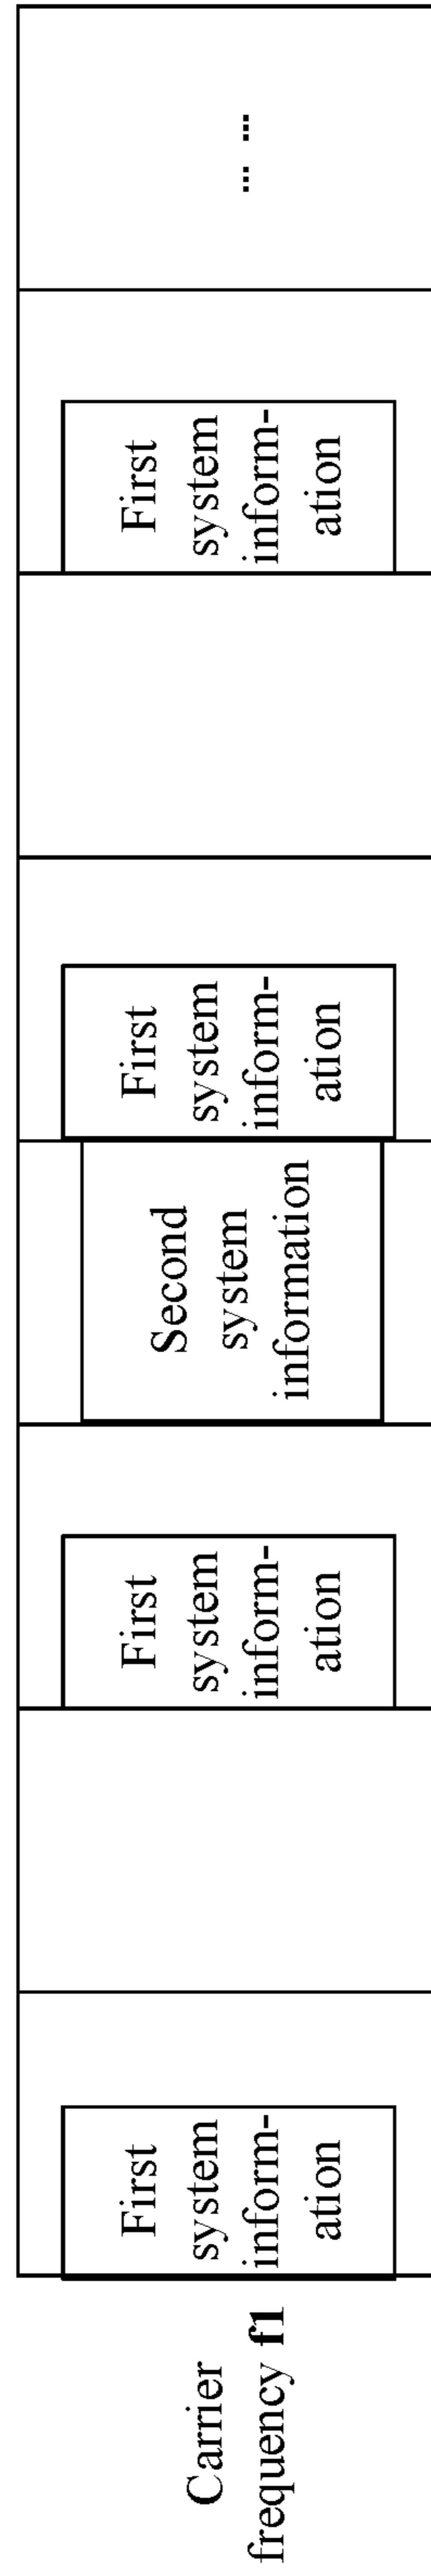 Carrier
frequency f1
First
system
inform-
ation
First
system
inform-
ation
Second
system
information
First
system
inform-
ation
First
system
inform-
ation
... ...